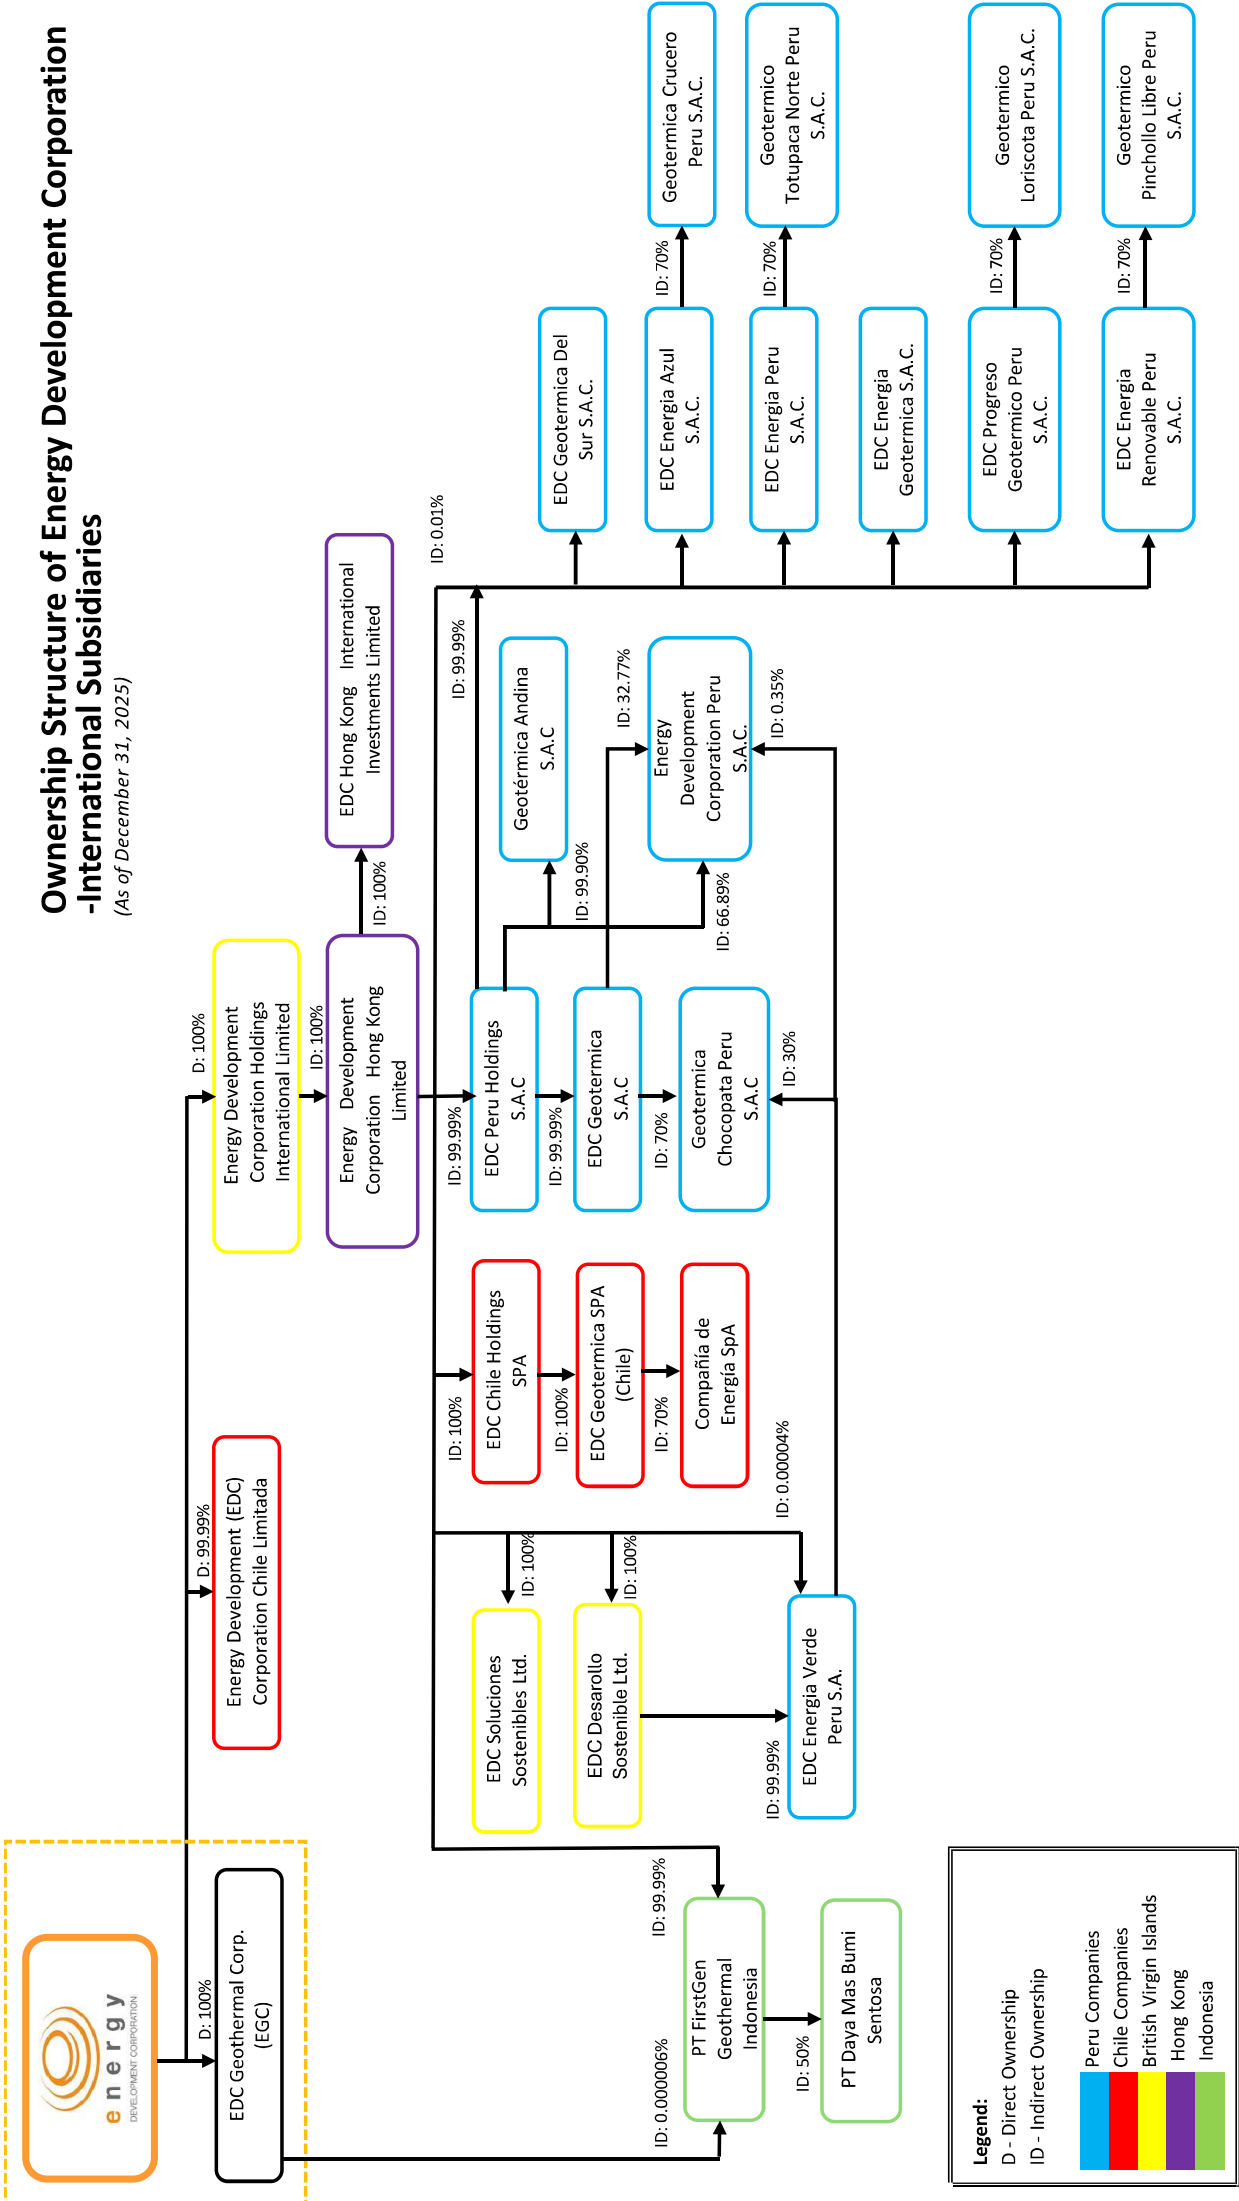 Ownership Structure of Energy Development Corporation
-International Subsidiaries
(As of December 31, 2025)
energy
DEVELOPMENT CORPORATION
D: 100%
EDC Geothermal Corp.
(EGC)
D: 99.99%
Energy Development (EDC)
Corporation Chile Limitada
D: 100%
Energy Development
Corporation Holdings
International Limited
ID: 100%
Energy Development
Corporation Hong Kong
Limited
ID: 100%
EDC Hong Kong International
Investments Limited
ID: 0.01%
ID: 99.99%
ID: 100%
EDC Soluciones
Sostenibles Ltd.
ID: 100%
EDC Chile Holdings
SPA
ID: 99.99%
EDC Peru Holdings
S.A.C
Geotérmica Andina
S.A.C
ID: 99.90%
EDC Geotermica Del
Sur S.A.C.
ID: 100%
EDC Desarollo
Sostenible Ltd.
ID: 100%
EDC Geotermica SPA
(Chile)
ID: 99.99%
EDC Geotermica
S.A.C
ID: 32.77%
Energy
Development
Corporation Peru
S.A.C.
ID: 66.89%
ID: 0.35%
EDC Energia Azul
S.A.C.
ID: 70%
Geotermica Crucero
Peru S.A.C.
ID: 0.000006%
ID: 99.99%
PT FirstGen
Geothermal
Indonesia
ID: 70%
Compañía de
Energía SpA
ID: 70%
Geotermica
Chocopata Peru
S.A.C
ID: 30%
EDC Energia Peru
S.A.C.
ID: 70%
Geotermico
Totupaca Norte Peru
S.A.C.
ID: 50%
PT Daya Mas Bumi
Sentosa
ID: 99.99%
ID: 0.00004%
EDC Energia Verde
Peru S.A.
EDC Energia
Geotermica S.A.C.
EDC Progreso
Geotermico Peru
S.A.C.
ID: 70%
Geotermico
Loriscota Peru S.A.C.
EDC Energia
Renovable Peru
S.A.C.
ID: 70%
Geotermico
Pinchollo Libre Peru
S.A.C.
Legend:
D - Direct Ownership
ID - Indirect Ownership
Peru Companies
Chile Companies
British Virgin Islands
Hong Kong
Indonesia